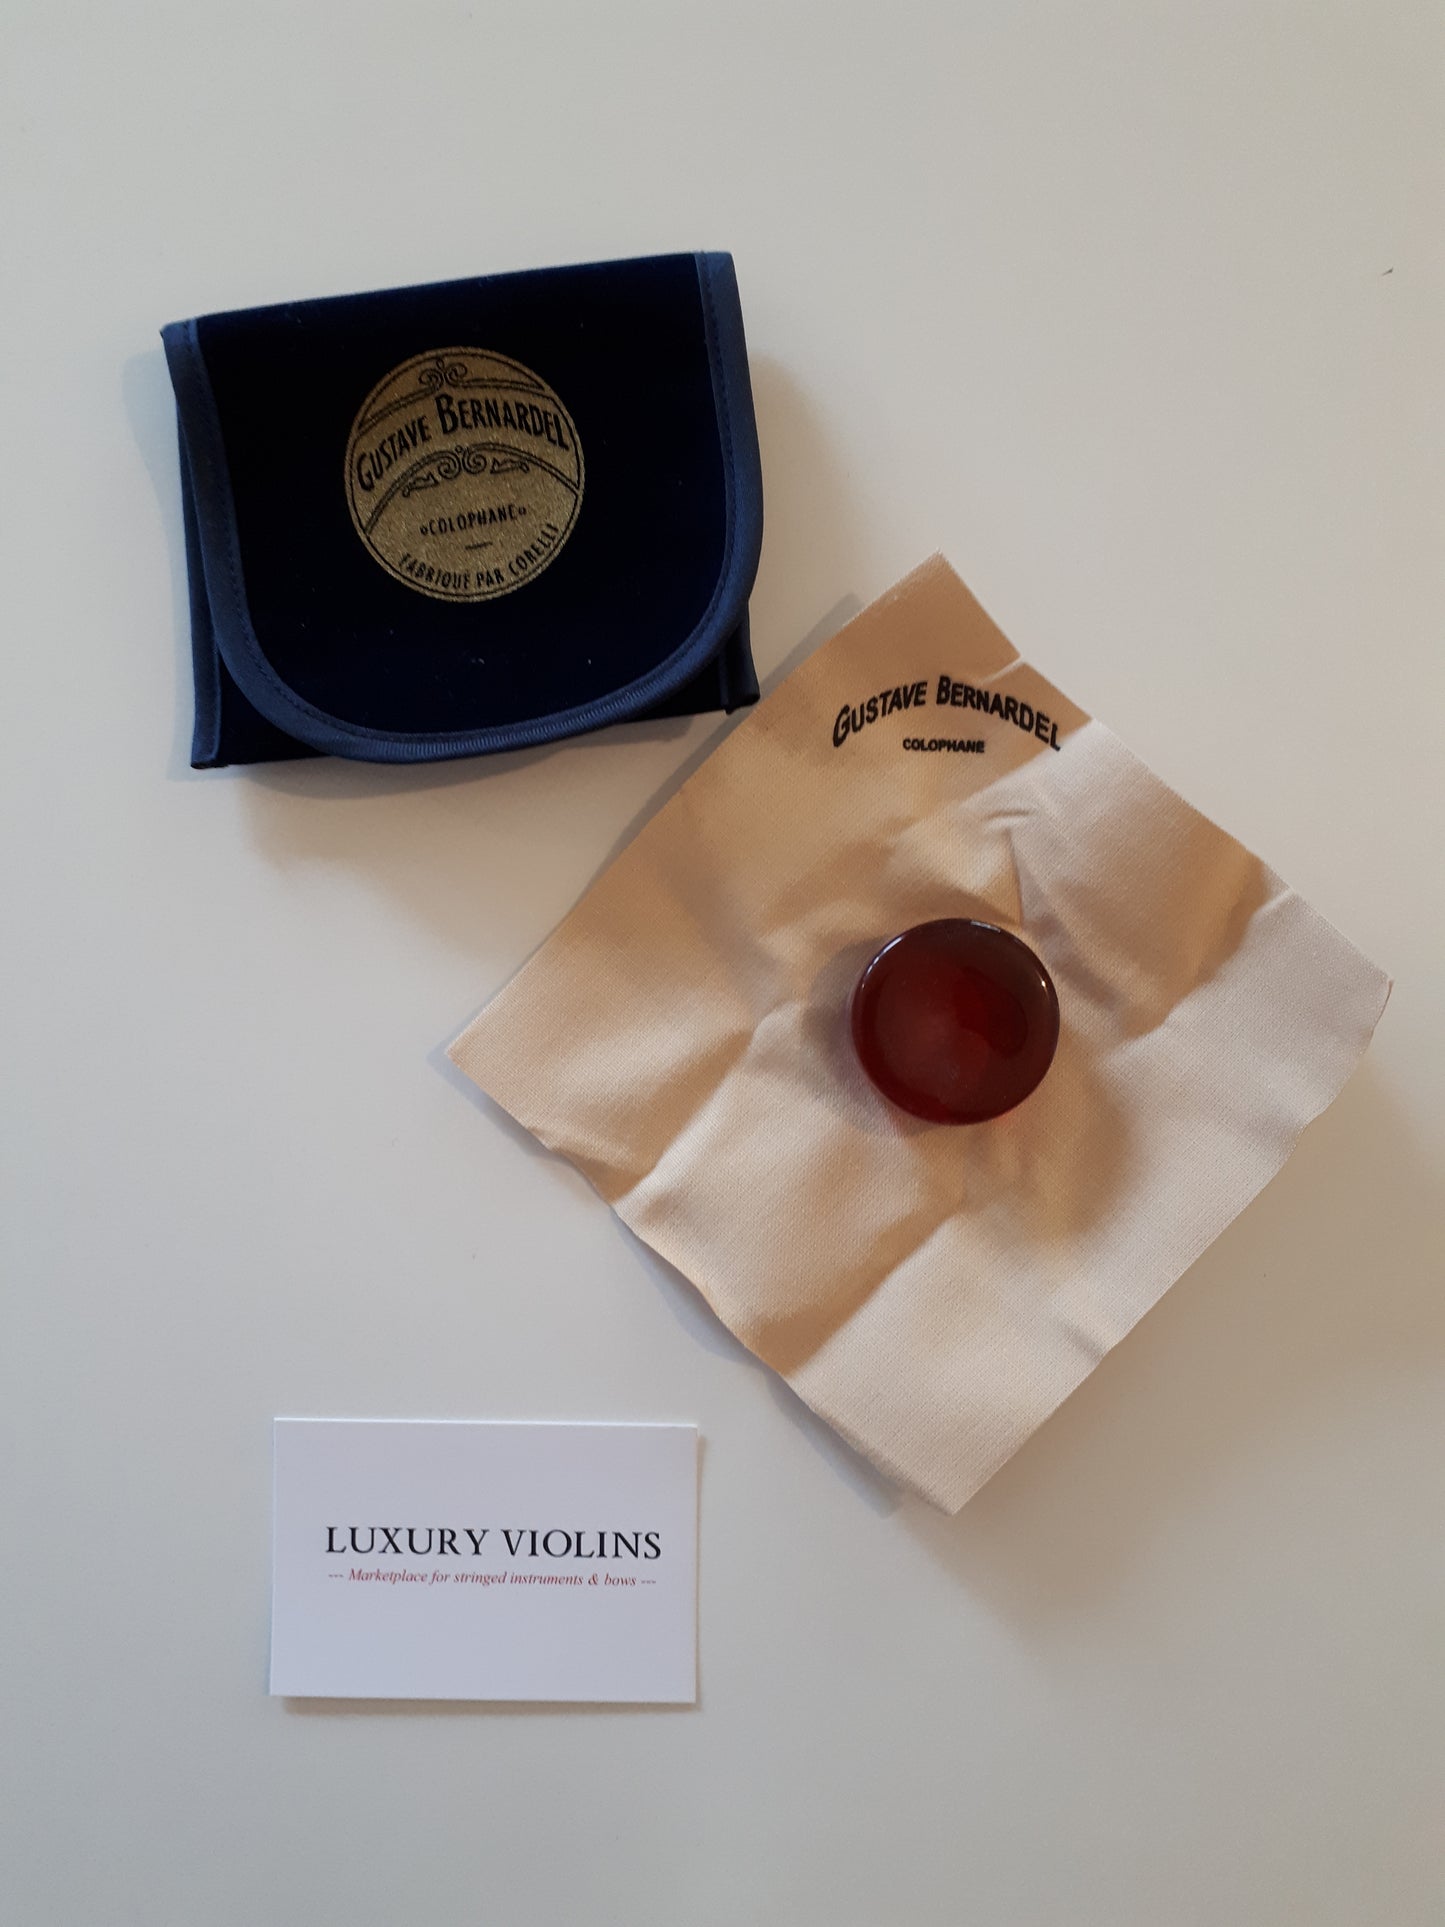 GUSTAVE BERNARDEL
COLOPHANE
FABRIQUE PAR CORELLI
GUSTAVE BERNARDEL
COLOPHANE
LUXURY VIOLINS
--- Marketplace for stringed instruments & bows ---